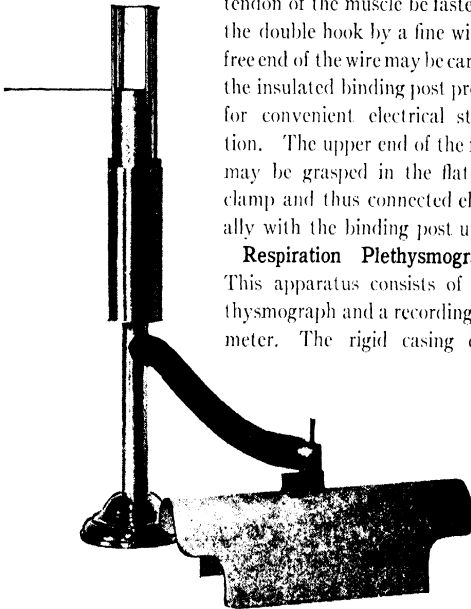 tendon of the muscle be faste
the double hook by a fine wi
free end of the wire may be car
the insulated binding post pr
for convenient electrical st
tion. The upper end of the
may be grasped in the flat
clamp and thus connected el
ally with the binding post u
Respiration Plethysmogr
This apparatus consists of
thysmograph and a recording
meter. The rigid casing